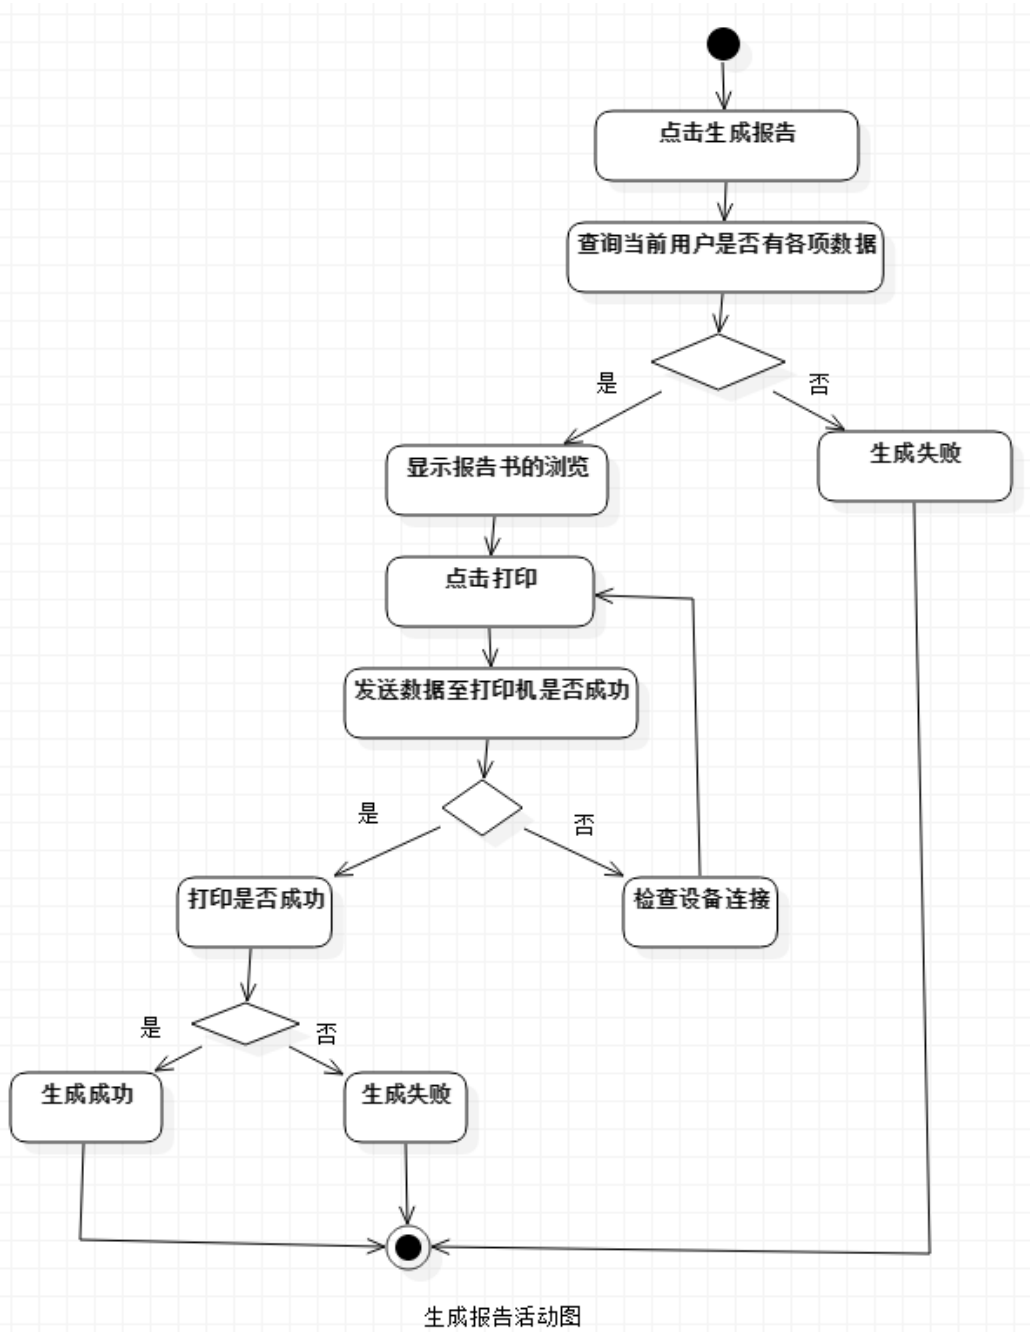 点击生成报告
查询当前用户是否有各项数据
是
否
显示报告书的浏览
生成失败
点击打印
发送数据至打印机是否成功
是
否
打印是否成功
检查设备连接
是
否
生成成功
生成失败
生成报告活动图